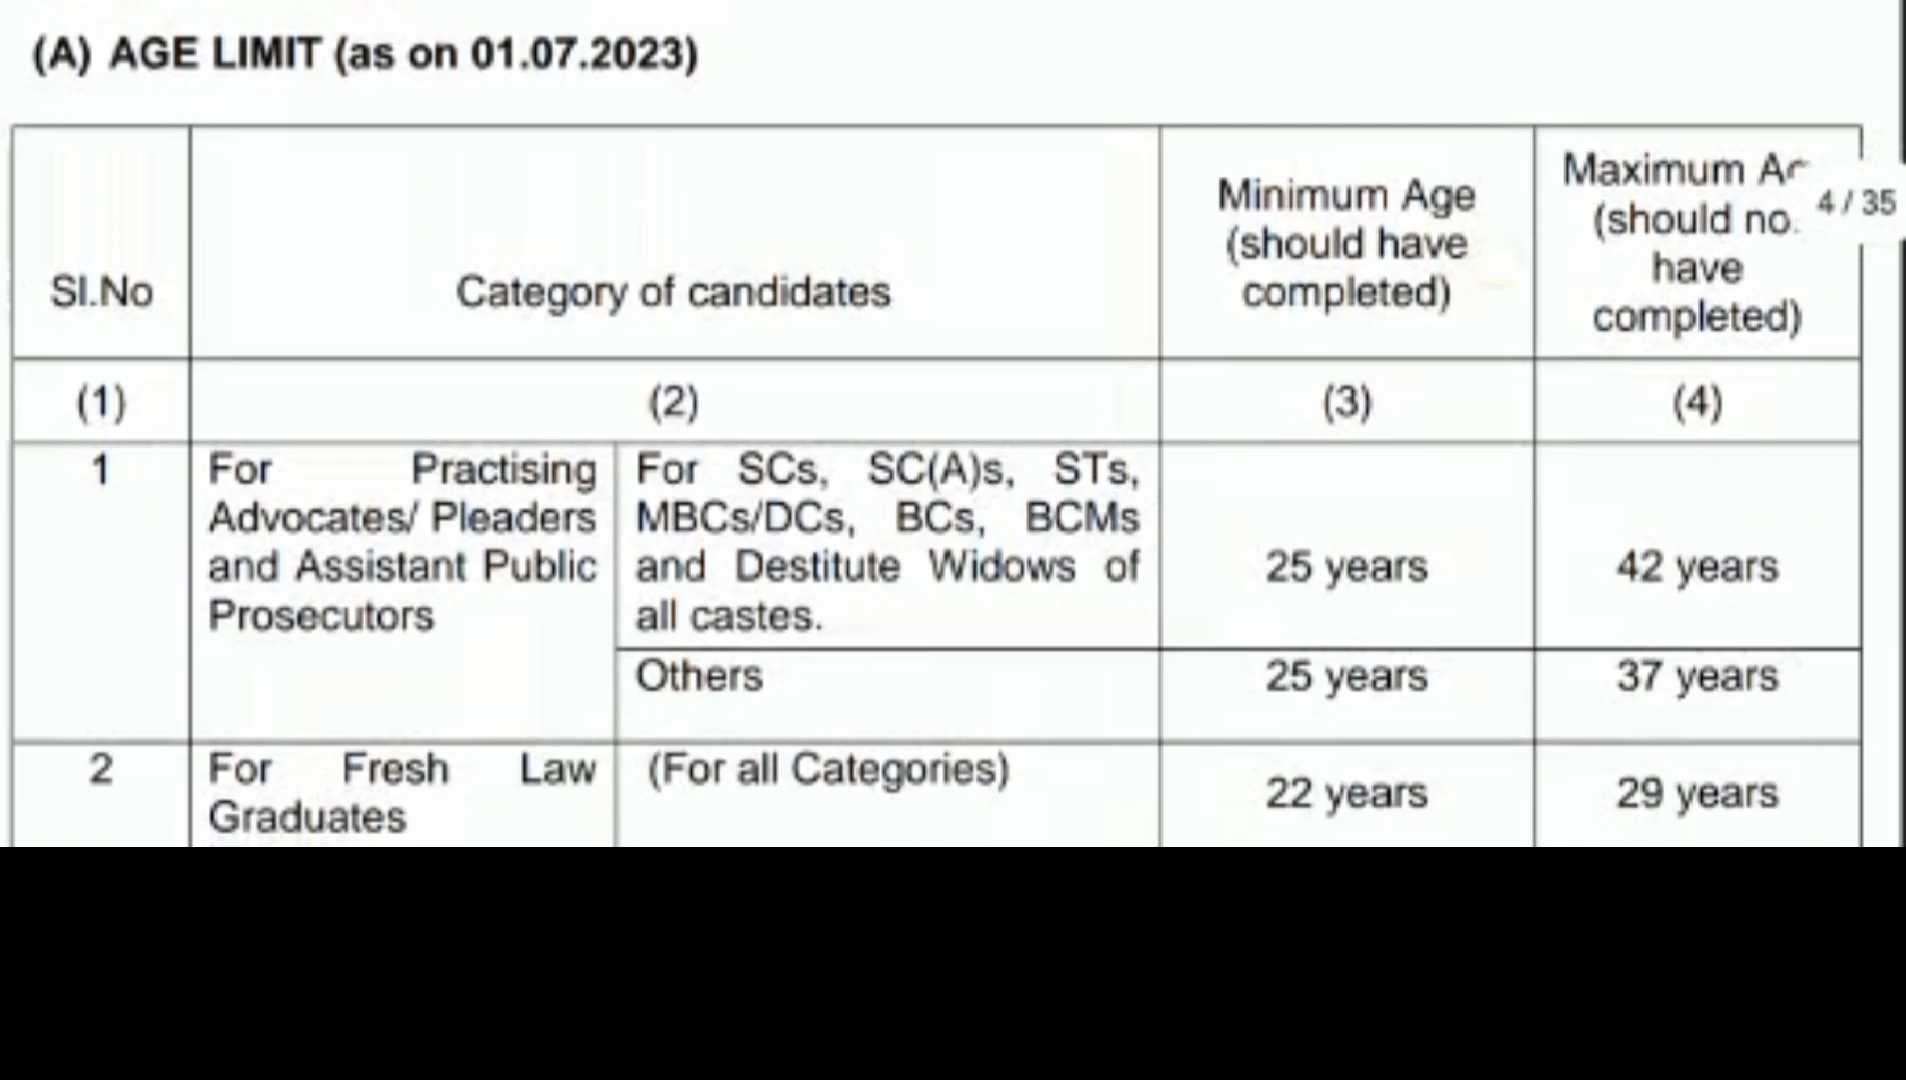 (A) AGE LIMIT (as on 01.07.2023)
Sl.No
Category of candidates
Minimum Age
(should have
completed)
Maximum
(should
have
completed)
4 / 35
(1)
(2)
(3)
(4)
1
For Practising
Advocates/ Pleaders
and Assistant Public
Prosecutors
For SCs, SC(A)s, STs,
MBCs/DCs, BCs, BCMs
and Destitute Widows of
all castes.
25 years
42 years
Others
25 years
37 years
2
For Fresh Law
Graduates
(For all Categories)
22 years
29 years